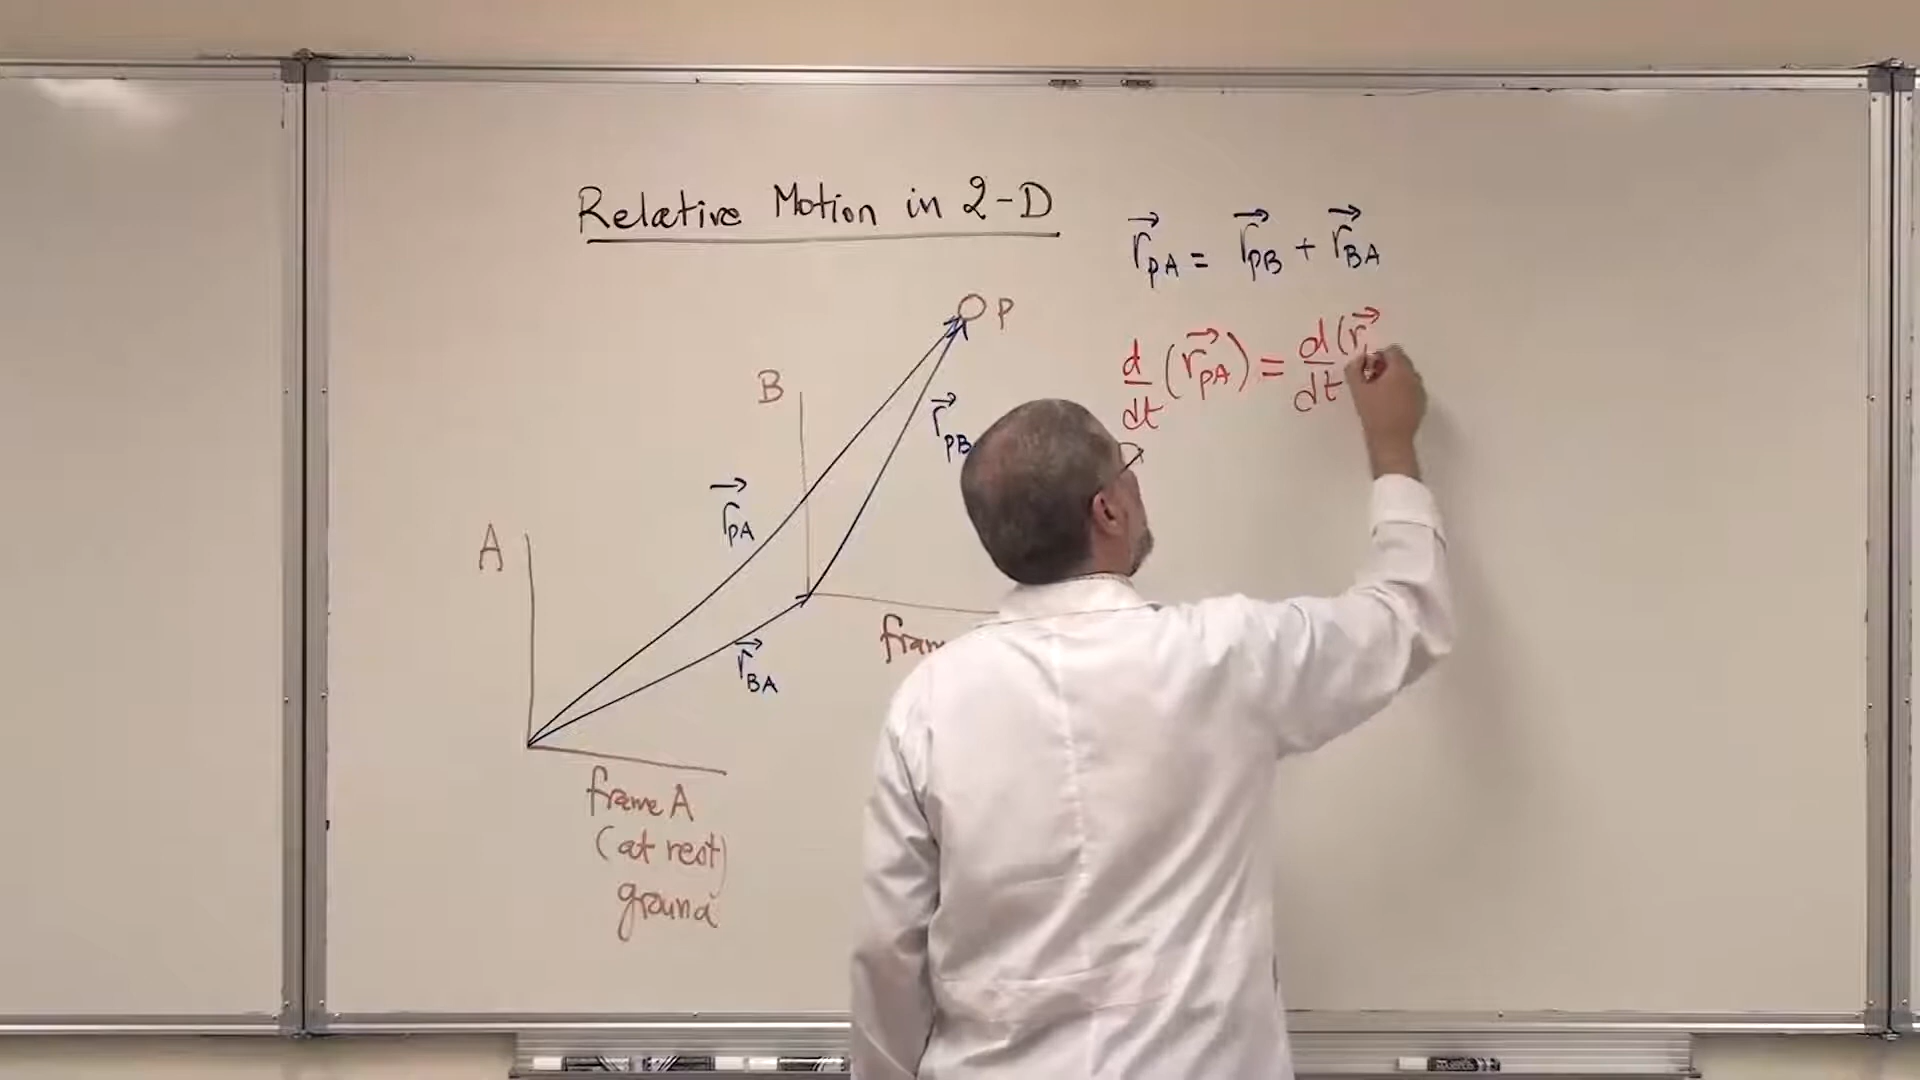 Relative Motion in 2-D
r⃗PA = r⃗PB + r⃗BA
d/dt (r⃗PA) = d/dt (r⃗
P
B
r⃗PB
r⃗PA
A
r⃗BA
frame A
(at rest)
ground